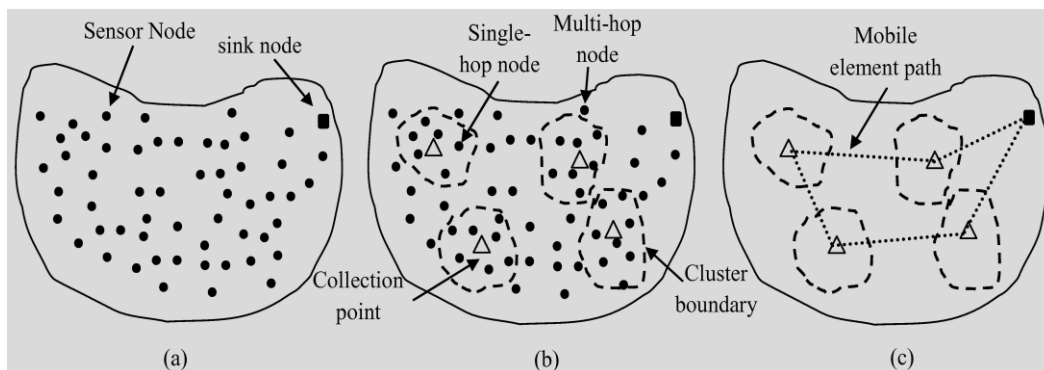 Sensor Node
sink node
(a)
Single-
hop node
Multi-hop
node
Collection
point
Cluster
boundary
(b)
Mobile
element path
(c)